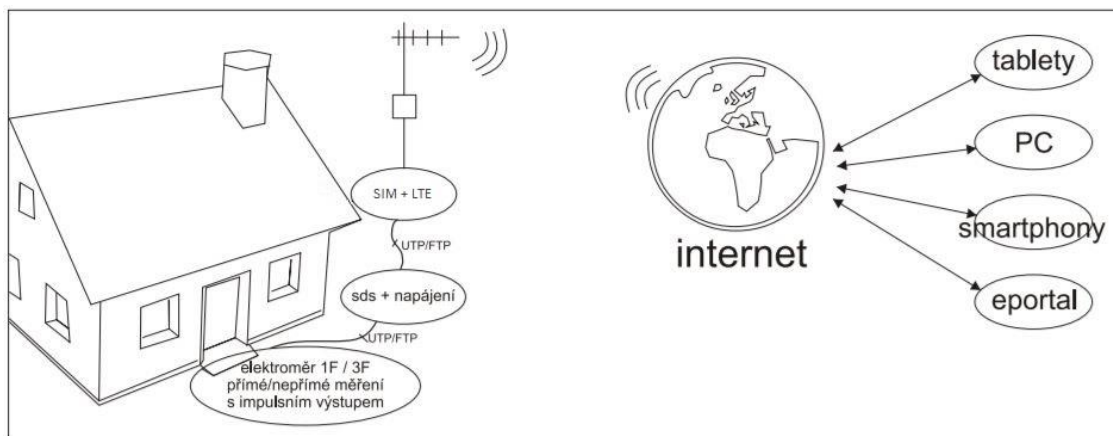 SIM + LTE
UTP/FTP
sds + napájení
UTP/FTP
elektroměr 1F / 3F
přímé/nepřímé měření
s impulsním výstupem
internet
tablety
PC
smartphony
eportal